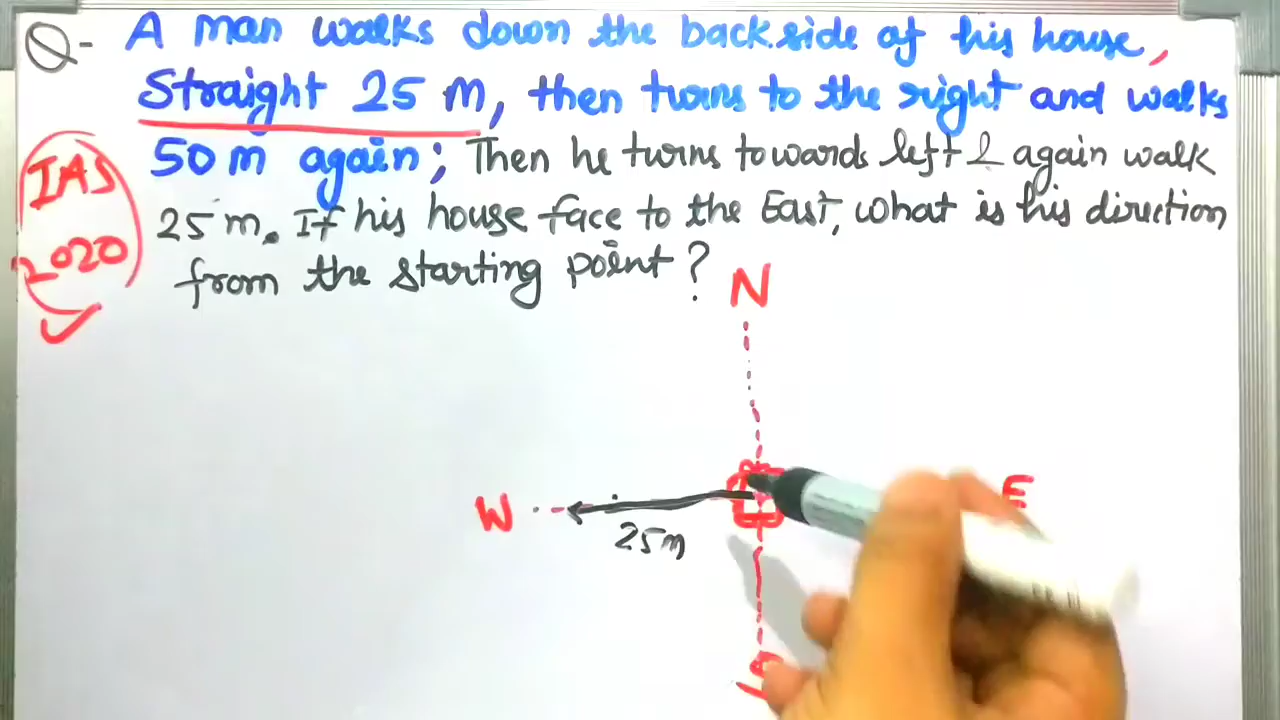 Q- A man walks down the backside of his house,
Straight 25 M, then turns to the right and walks
50 m again; Then he turns towards left & again walk
25 m. If his house face to the East, what is his direction
from the starting point?
IAS
2020
N
W
E
25m